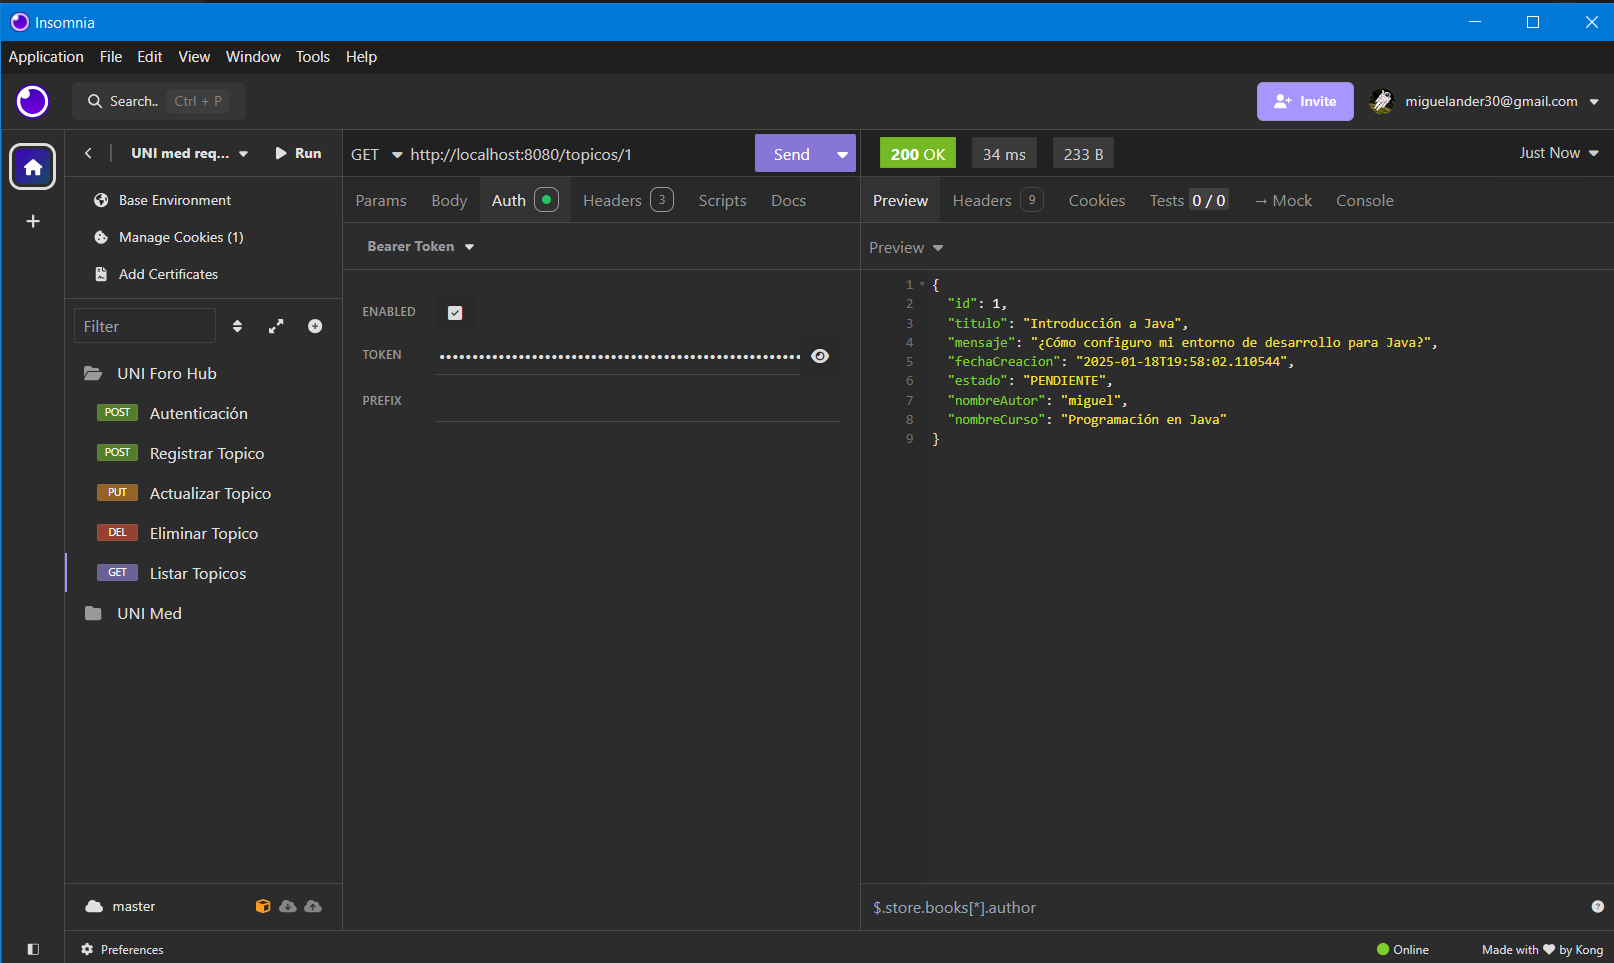 Insomnia
Application File Edit View Window Tools Help
Search.. Ctrl + P
Invite
miguelander30@gmail.com
UNI med req...
Run
GET http://localhost:8080/topicos/1
Send
200 OK
34 ms
233 B
Just Now
Base Environment
Manage Cookies (1)
Add Certificates
Filter
UNI Foro Hub
POST Autenticación
POST Registrar Topico
PUT Actualizar Topico
DEL Eliminar Topico
GET Listar Topicos
UNI Med
master
Preferences
Params Body Auth Headers 3 Scripts Docs
Bearer Token
ENABLED
TOKEN ••••••••••••••••••••••••••••••••••••••••••••••••
PREFIX
Preview Headers 9 Cookies Tests 0 / 0 → Mock Console
Preview
1 {
2 "id": 1,
3 "titulo": "Introducción a Java",
4 "mensaje": "¿Cómo configuro mi entorno de desarrollo para Java?",
5 "fechaCreacion": "2025-01-18T19:58:02.110544",
6 "estado": "PENDIENTE",
7 "nombreAutor": "miguel",
8 "nombreCurso": "Programación en Java"
9 }
$.store.books[*].author
?
Online
Made with ♥ by Kong